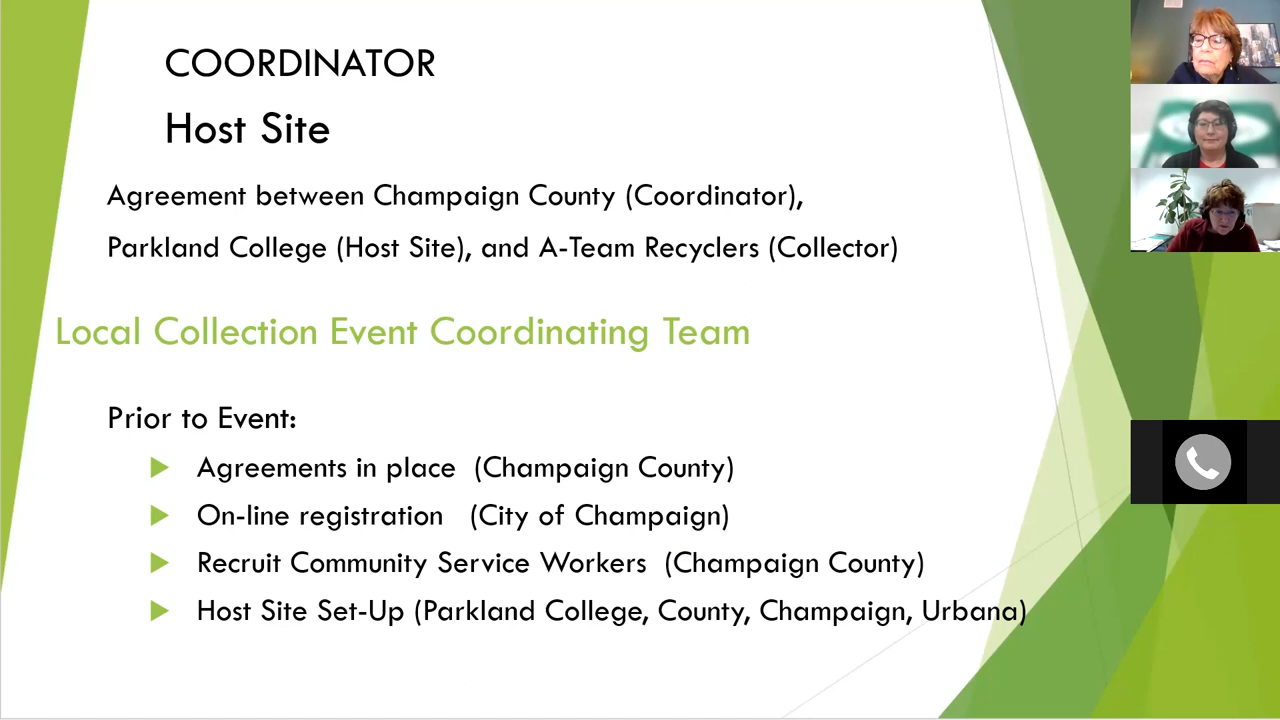 COORDINATOR
Host Site
Agreement between Champaign County (Coordinator),
Parkland College (Host Site), and A-Team Recyclers (Collector)
Local Collection Event Coordinating Team
Prior to Event:
Agreements in place (Champaign County)
On-line registration (City of Champaign)
Recruit Community Service Workers (Champaign County)
Host Site Set-Up (Parkland College, County, Champaign, Urbana)